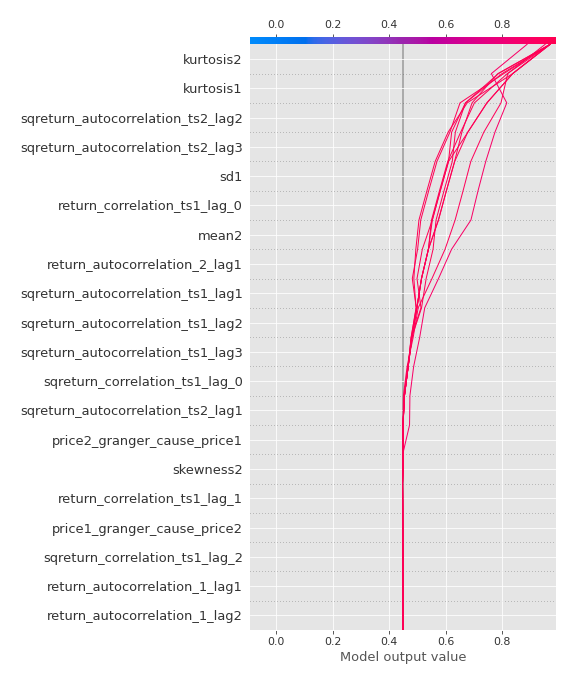 0.0 0.2 0.4 0.6 0.8
kurtosis2
kurtosis1
sqreturn_autocorrelation_ts2_lag2
sqreturn_autocorrelation_ts2_lag3
sd1
return_correlation_ts1_lag_0
mean2
return_autocorrelation_2_lag1
sqreturn_autocorrelation_ts1_lag1
sqreturn_autocorrelation_ts1_lag2
sqreturn_autocorrelation_ts1_lag3
sqreturn_correlation_ts1_lag_0
sqreturn_autocorrelation_ts2_lag1
price2_granger_cause_price1
skewness2
return_correlation_ts1_lag_1
price1_granger_cause_price2
sqreturn_correlation_ts1_lag_2
return_autocorrelation_1_lag1
return_autocorrelation_1_lag2
0.0 0.2 0.4 0.6 0.8
Model output value